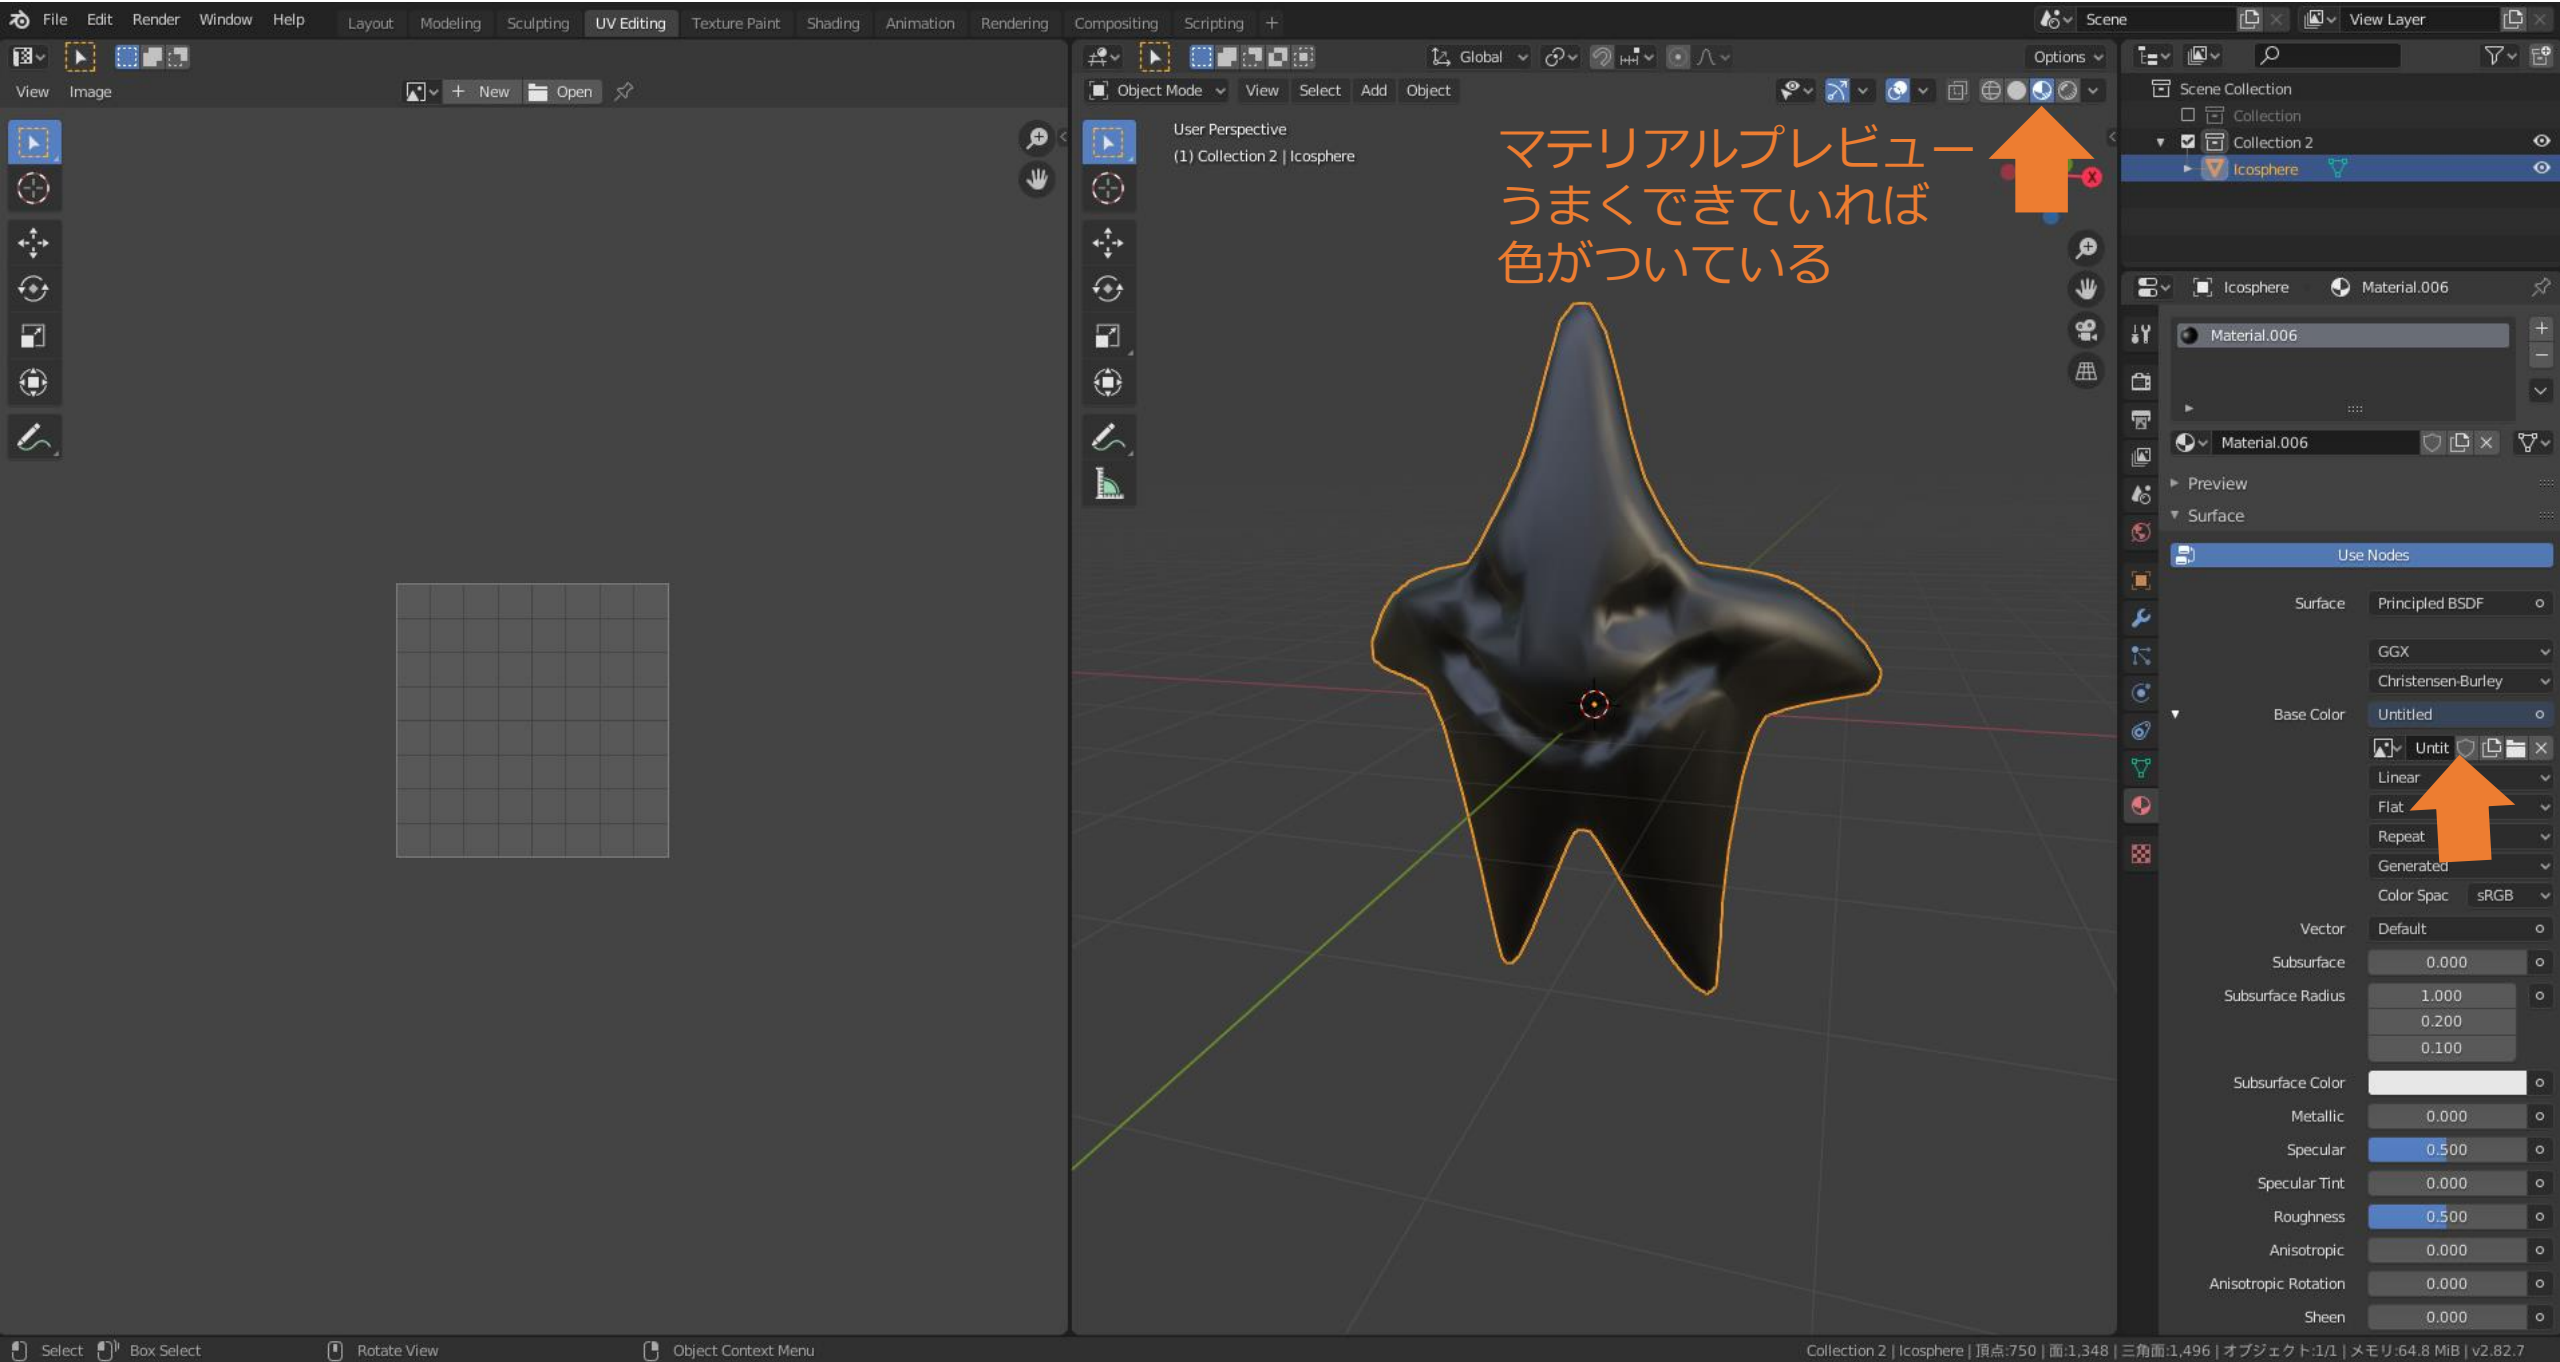 File Edit Render Window Help Layout Modeling Sculpting UV Editing Texture Paint Shading Animation Rendering Compositing Scripting + Scene View Layer
Global Options
View Image + New Open Object Mode View Select Add Object
Scene Collection
Collection
Collection 2
Icosphere
User Perspective
(1) Collection 2 | Icosphere
マテリアルプレビュー
うまくできていれば
色がついている
X
Icosphere Material.006
Material.006
Material.006
Preview
Surface
Use Nodes
Surface Principled BSDF
GGX
Christensen-Burley
Base Color Untitled
Untit
Linear
Flat
Repeat
Generated
Color Spac sRGB
Vector Default
Subsurface 0.000
Subsurface Radius 1.000
0.200
0.100
Subsurface Color
Metallic 0.000
Specular 0.500
Specular Tint 0.000
Roughness 0.500
Anisotropic 0.000
Anisotropic Rotation 0.000
Sheen 0.000
Select Box Select Rotate View Object Context Menu Collection 2 | Icosphere | 頂点:750 | 面:1,348 | 三角面:1,496 | オブジェクト:1/1 | メモリ:64.8 MiB | v2.82.7